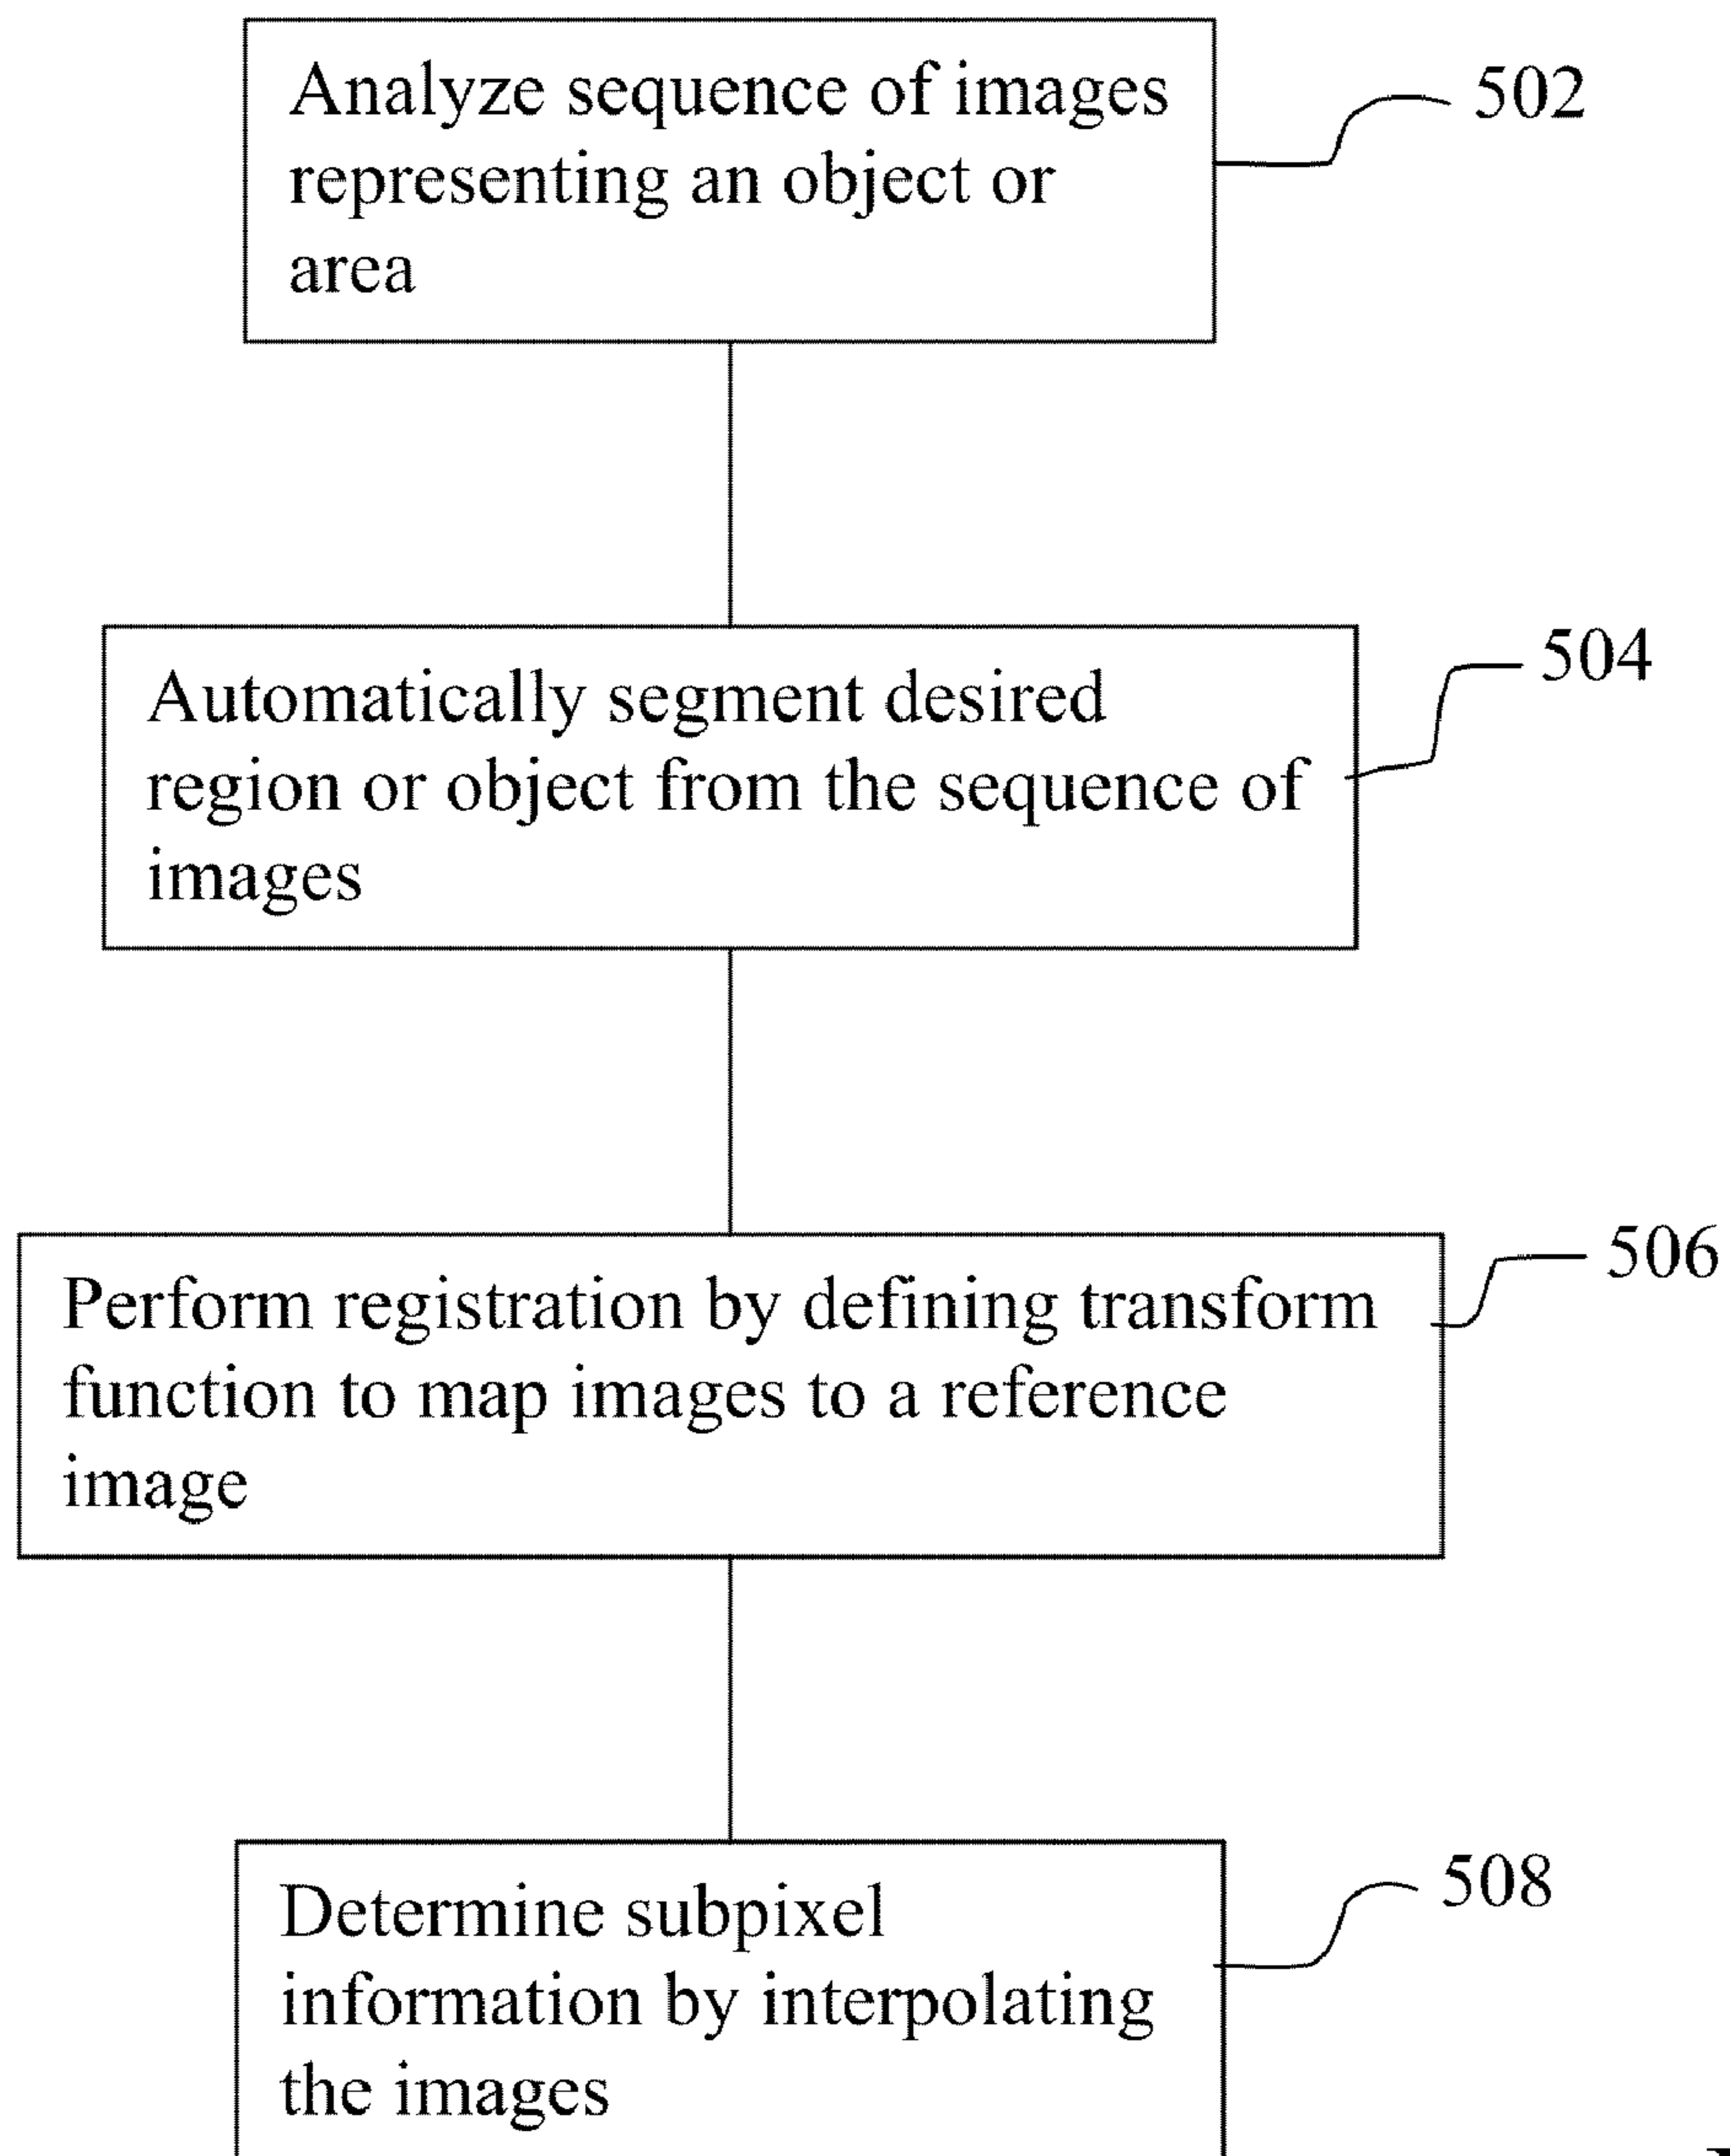 Analyze sequence of images
representing an object or
area
502
Automatically segment desired
region or object from the sequence of
images
504
Perform registration by defining transform
function to map images to a reference
image
506
Determine subpixel
information by interpolating
the images
508